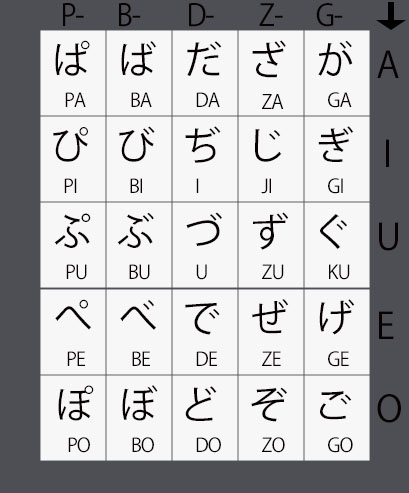 P- B- D- Z- G-
ぱ ば だ ざ が A
PA BA DA ZA GA
ぴ び ぢ じ ぎ I
PI BI I JI GI
ぷ ぶ づ ず ぐ U
PU BU U ZU KU
ぺ べ で ぜ げ E
PE BE DE ZE GE
ぽ ぼ ど ぞ ご O
PO BO DO ZO GO